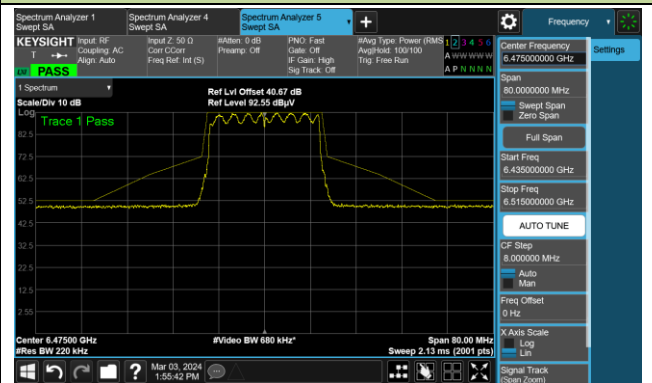 Spectrum Analyzer 1
Swept SA
Spectrum Analyzer 4
Swept SA
Spectrum Analyzer 5
Swept SA
Frequency
KEYSIGHT
Input: RF
Coupling: AC
Align: Auto
Input Z: 50 Ω
Corr CCorr
Freq Ref: Int (S)
#Atten: 0 dB
Preamp: Off
PNO: Fast
Gate: Off
IF Gain: High
Sig Track: Off
#Avg Type: Power (RMS
Avg|Hold: 100/100
Trig: Free Run
1 2 3 4 5 6
A W W W W W
A P N N N N
PASS
1 Spectrum
Scale/Div 10 dB
Ref Lvl Offset 40.67 dB
Ref Level 92.55 dBµV
Log
Trace 1 Pass
82.5
72.5
62.5
52.5
42.5
32.5
22.5
12.5
2.55
Center 6.47500 GHz
#Res BW 220 kHz
#Video BW 680 kHz*
Span 80.00 MHz
Sweep 2.13 ms (2001 pts)
Center Frequency
6.475000000 GHz
Settings
Span
80.0000000 MHz
Swept Span
Zero Span
Full Span
Start Freq
6.435000000 GHz
Stop Freq
6.515000000 GHz
AUTO TUNE
CF Step
8.000000 MHz
Auto
Man
Freq Offset
0 Hz
X Axis Scale
Log
Lin
Signal Track
(Span Zoom)
Mar 03, 2024
1:55:42 PM